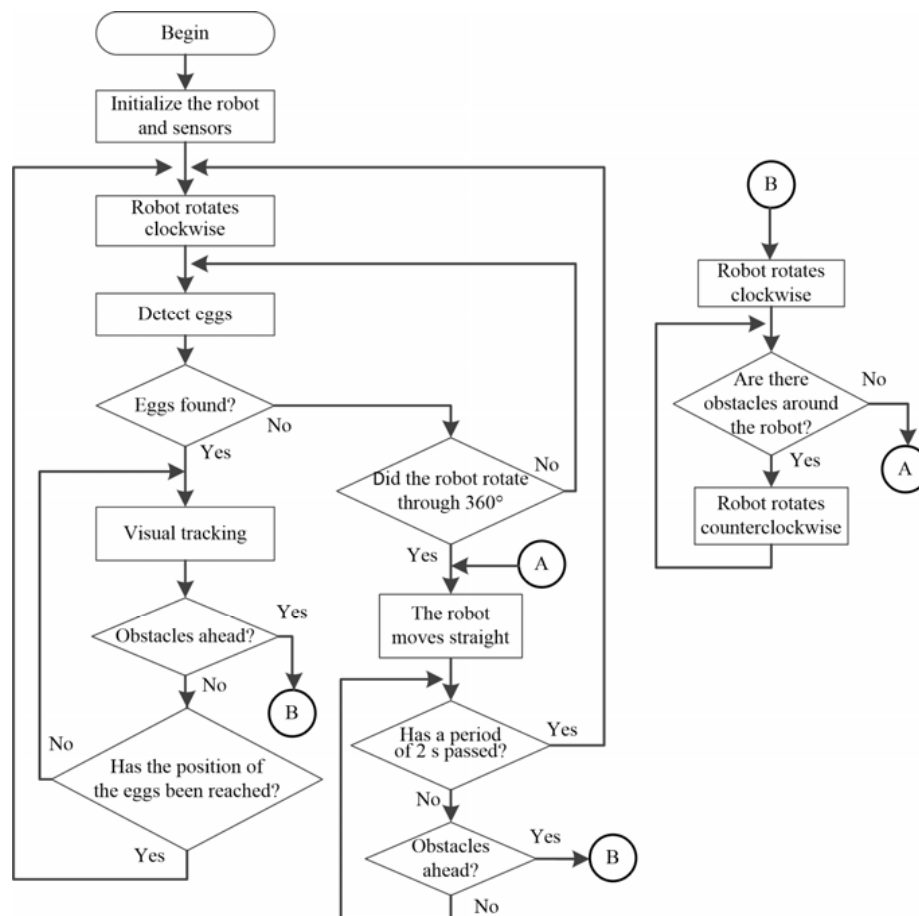 Begin
Initialize the robot
and sensors
Robot rotates
clockwise
Detect eggs
Eggs found?
No
Yes
Did the robot rotate
through 360°
No
Yes
A
Visual tracking
Obstacles ahead?
Yes
B
No
Has the position of
the eggs been reached?
No
Yes
The robot
moves straight
Has a period
of 2 s passed?
Yes
No
Obstacles
ahead?
Yes
B
No
B
Robot rotates
clockwise
Are there
obstacles around
the robot?
No
A
Yes
Robot rotates
counterclockwise